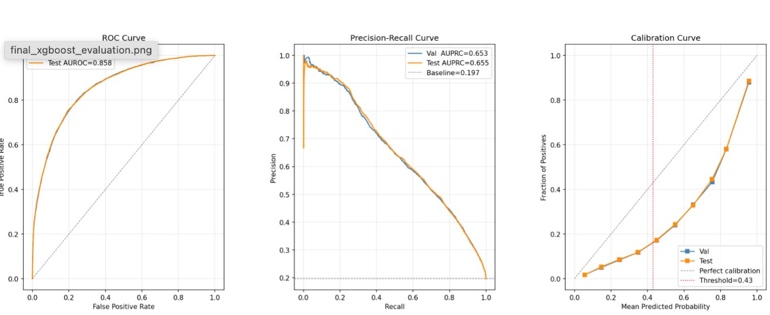 ROC Curve
final_xgboost_evaluation.png
Test AUROC=0.858
0.8
0.6
0.4
0.2
0.0
0.0 0.2 0.4 0.6 0.8 1.0
False Positive Rate
True Positive Rate
Precision-Recall Curve
Val AUPRC=0.653
Test AUPRC=0.655
Baseline=0.197
1.0
0.9
0.8
0.7
0.6
0.5
0.4
0.3
0.2
Precision
0.0 0.2 0.4 0.6 0.8 1.0
Recall
Calibration Curve
1.0
0.8
0.6
0.4
0.2
0.0
Fraction of Positives
Val
Test
Perfect calibration
Threshold=0.43
0.0 0.2 0.4 0.6 0.8 1.0
Mean Predicted Probability